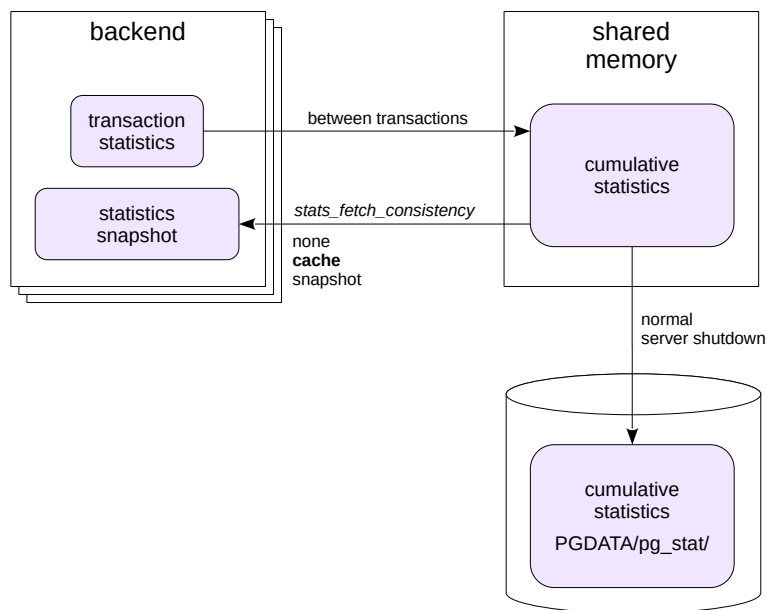 backend
shared
memory
transaction
statistics
between transactions
cumulative
statistics
statistics
snapshot
stats_fetch_consistency
none
cache
snapshot
normal
server shutdown
cumulative
statistics
PGDATA/pg_stat/